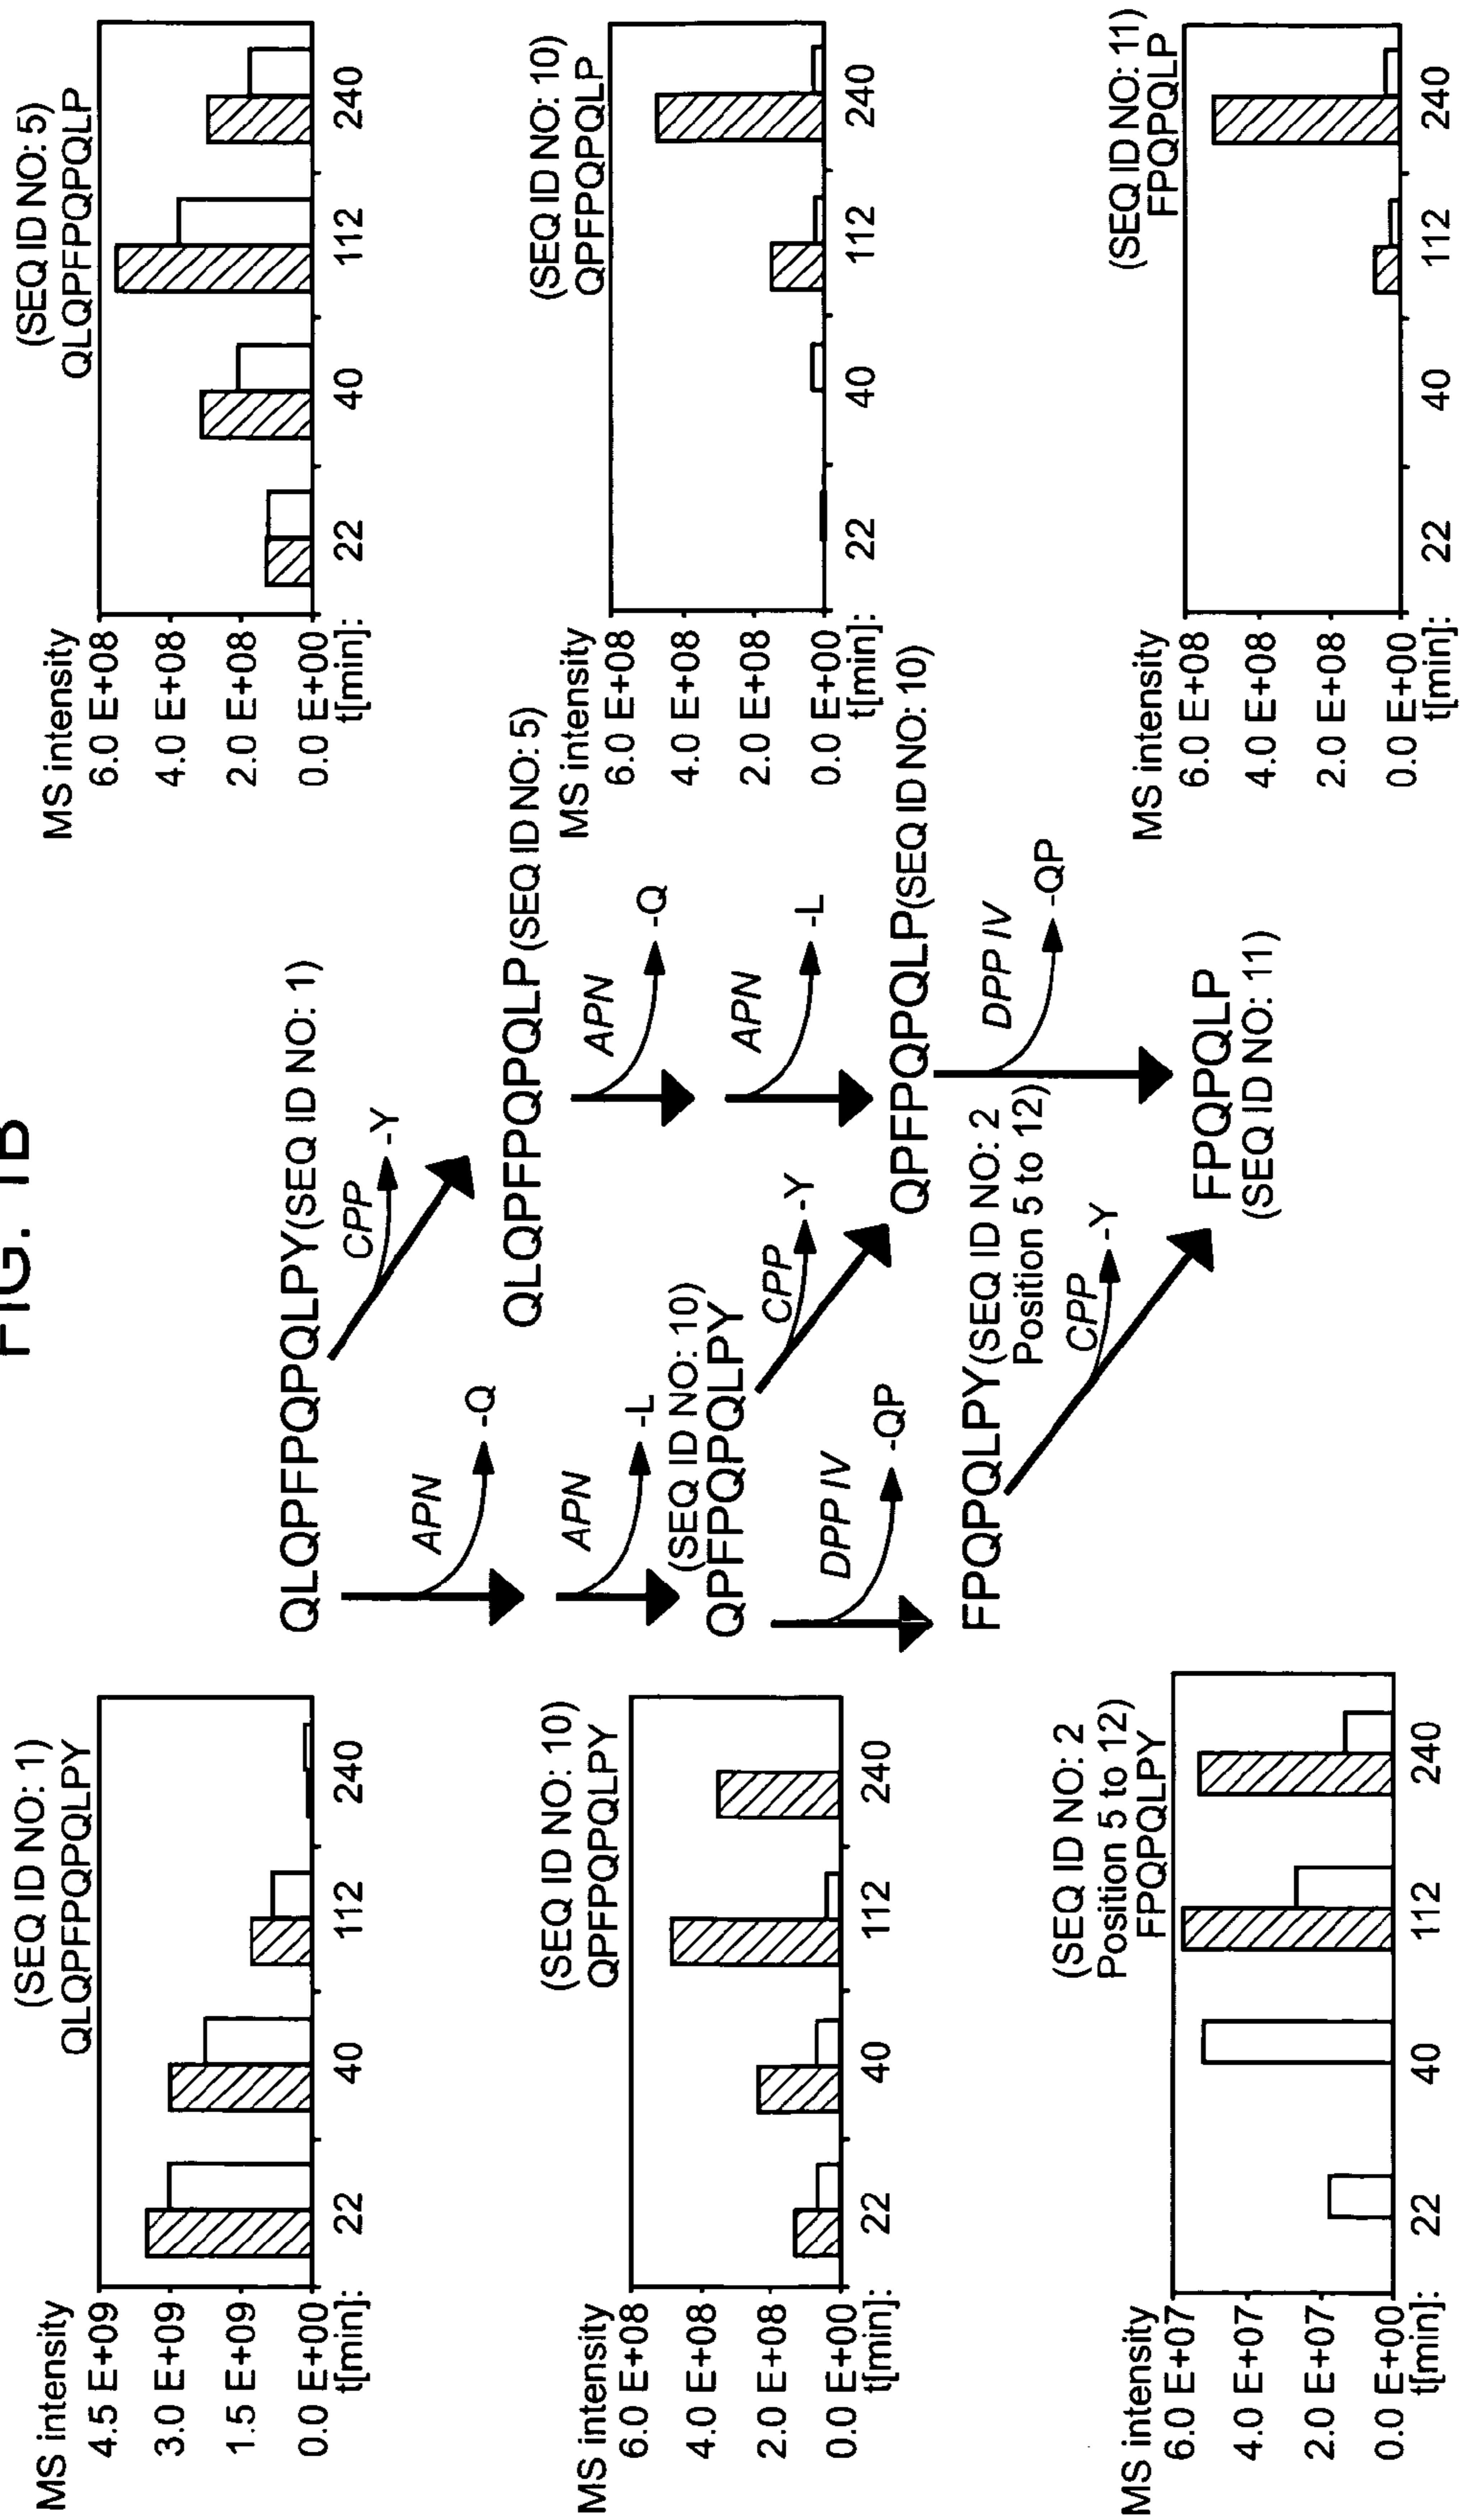 FIG. 1B
(SEQ ID NO: 1)
QLQPFPQPQLPY
MS intensity
4.5 E+09
3.0 E+09
1.5 E+09
0.0 E+00
t[min]:
22
40
112
240
(SEQ ID NO: 10)
QPFPQPQLPY
MS intensity
6.0 E+08
4.0 E+08
2.0 E+08
0.0 E+00
t[min]:
22
40
112
240
(SEQ ID NO: 2
Position 5 to 12)
FPQPQLPY
MS intensity
6.0 E+07
4.0 E+07
2.0 E+07
0.0 E+00
t[min]:
22
40
112
240
QLQPFPQPQLPY(SEQ ID NO: 1)
CPP
-Y
APN
-Q
APN
-L
QLQPFPQPQLP(SEQ ID NO: 5)
APN
-Q
APN
-L
(SEQ ID NO: 10)
QPFPQPQLPY
CPP
-Y
DPP IV
-QP
QPFPQPQLP(SEQ ID NO: 10)
DPP IV
-QP
FPQPQLPY(SEQ ID NO: 2
Position 5 to 12)
CPP
-Y
FPQPQLP
(SEQ ID NO: 11)
(SEQ ID NO: 5)
QLQPFPQPQLP
MS intensity
6.0 E+08
4.0 E+08
2.0 E+08
0.0 E+00
t[min]:
22
40
112
240
(SEQ ID NO: 10)
QPFPQPQLP
MS intensity
6.0 E+08
4.0 E+08
2.0 E+08
0.0 E+00
t[min]:
22
40
112
240
(SEQ ID NO: 11)
FPQPQLP
MS intensity
6.0 E+08
4.0 E+08
2.0 E+08
0.0 E+00
t[min]:
22
40
112
240